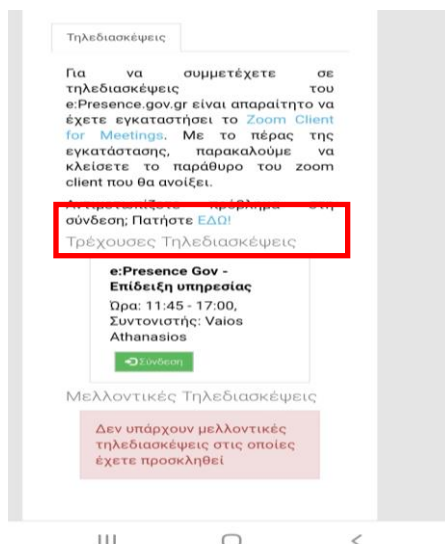 Τηλεδιασκέψεις
Για να συμμετέχετε σε
τηλεδιασκέψεις του
e:Presence.gov.gr είναι απαραίτητο να
έχετε εγκαταστήσει το Zoom Client
for Meetings. Με το πέρας της
εγκατάστασης, παρακαλούμε να
κλείσετε το παράθυρο του zoom
client που θα ανοίξει.
Αντιμετωπίζετε πρόβλημα στη
σύνδεση; Πατήστε ΕΔΩ!
Τρέχουσες Τηλεδιασκέψεις
e:Presence Gov -
Επίδειξη υπηρεσίας
Ώρα: 11:45 - 17:00,
Συντονιστής: Vaios
Athanasios
Σύνδεση
Μελλοντικές Τηλεδιασκέψεις
Δεν υπάρχουν μελλοντικές
τηλεδιασκέψεις στις οποίες
έχετε προσκληθεί